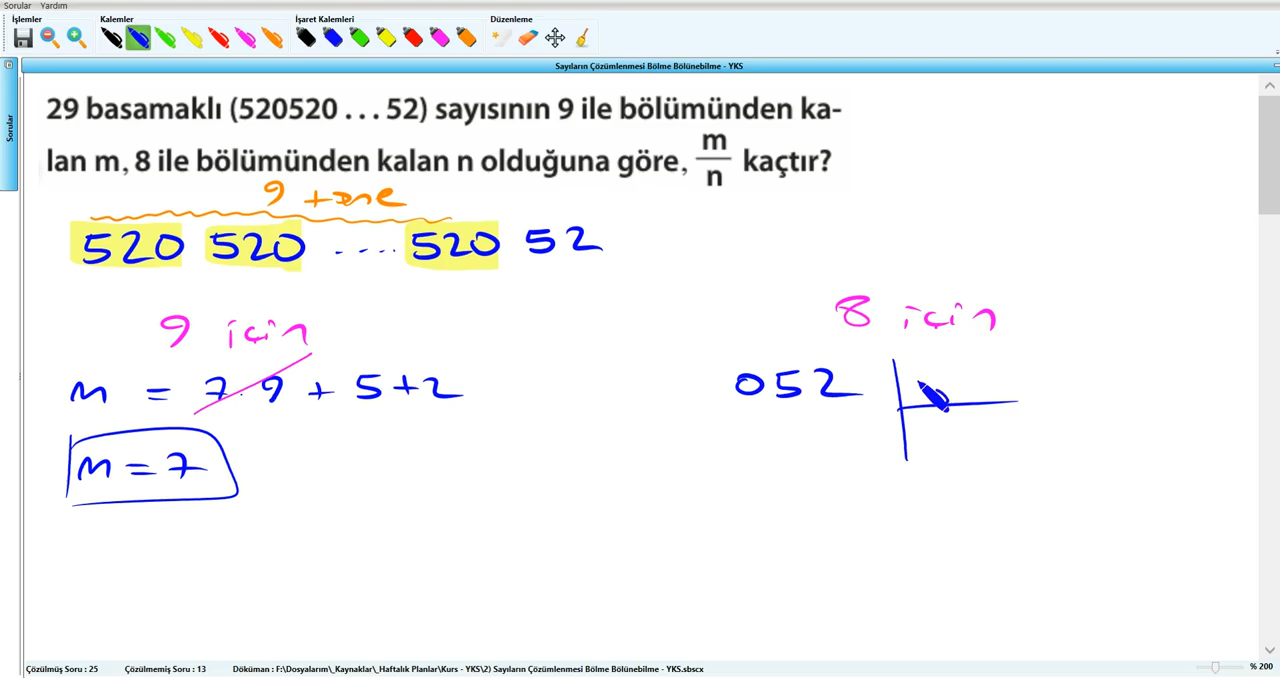 Sorular Yardım
İşlemler Kalemler İşaret Kalemleri Düzenleme
Sayıların Çözümlenmesi Bölme Bölünebilme - YKS
Sorular
29 basamaklı (520520 . . . 52) sayısının 9 ile bölümünden ka-
lan m, 8 ile bölümünden kalan n olduğuna göre, m/n kaçtır?
9 tane
520 520 .... 520 52
9 için
8 için
m = 7.9 + 5+2
052
m = 7
Çözülmüş Soru : 25 Çözülmemiş Soru : 13 Döküman : F:\Dosyalarım\_Kaynaklar\_Haftalık Planlar\Kurs - YKS\2) Sayıların Çözümlenmesi Bölme Bölünebilme - YKS.sbscx % 200